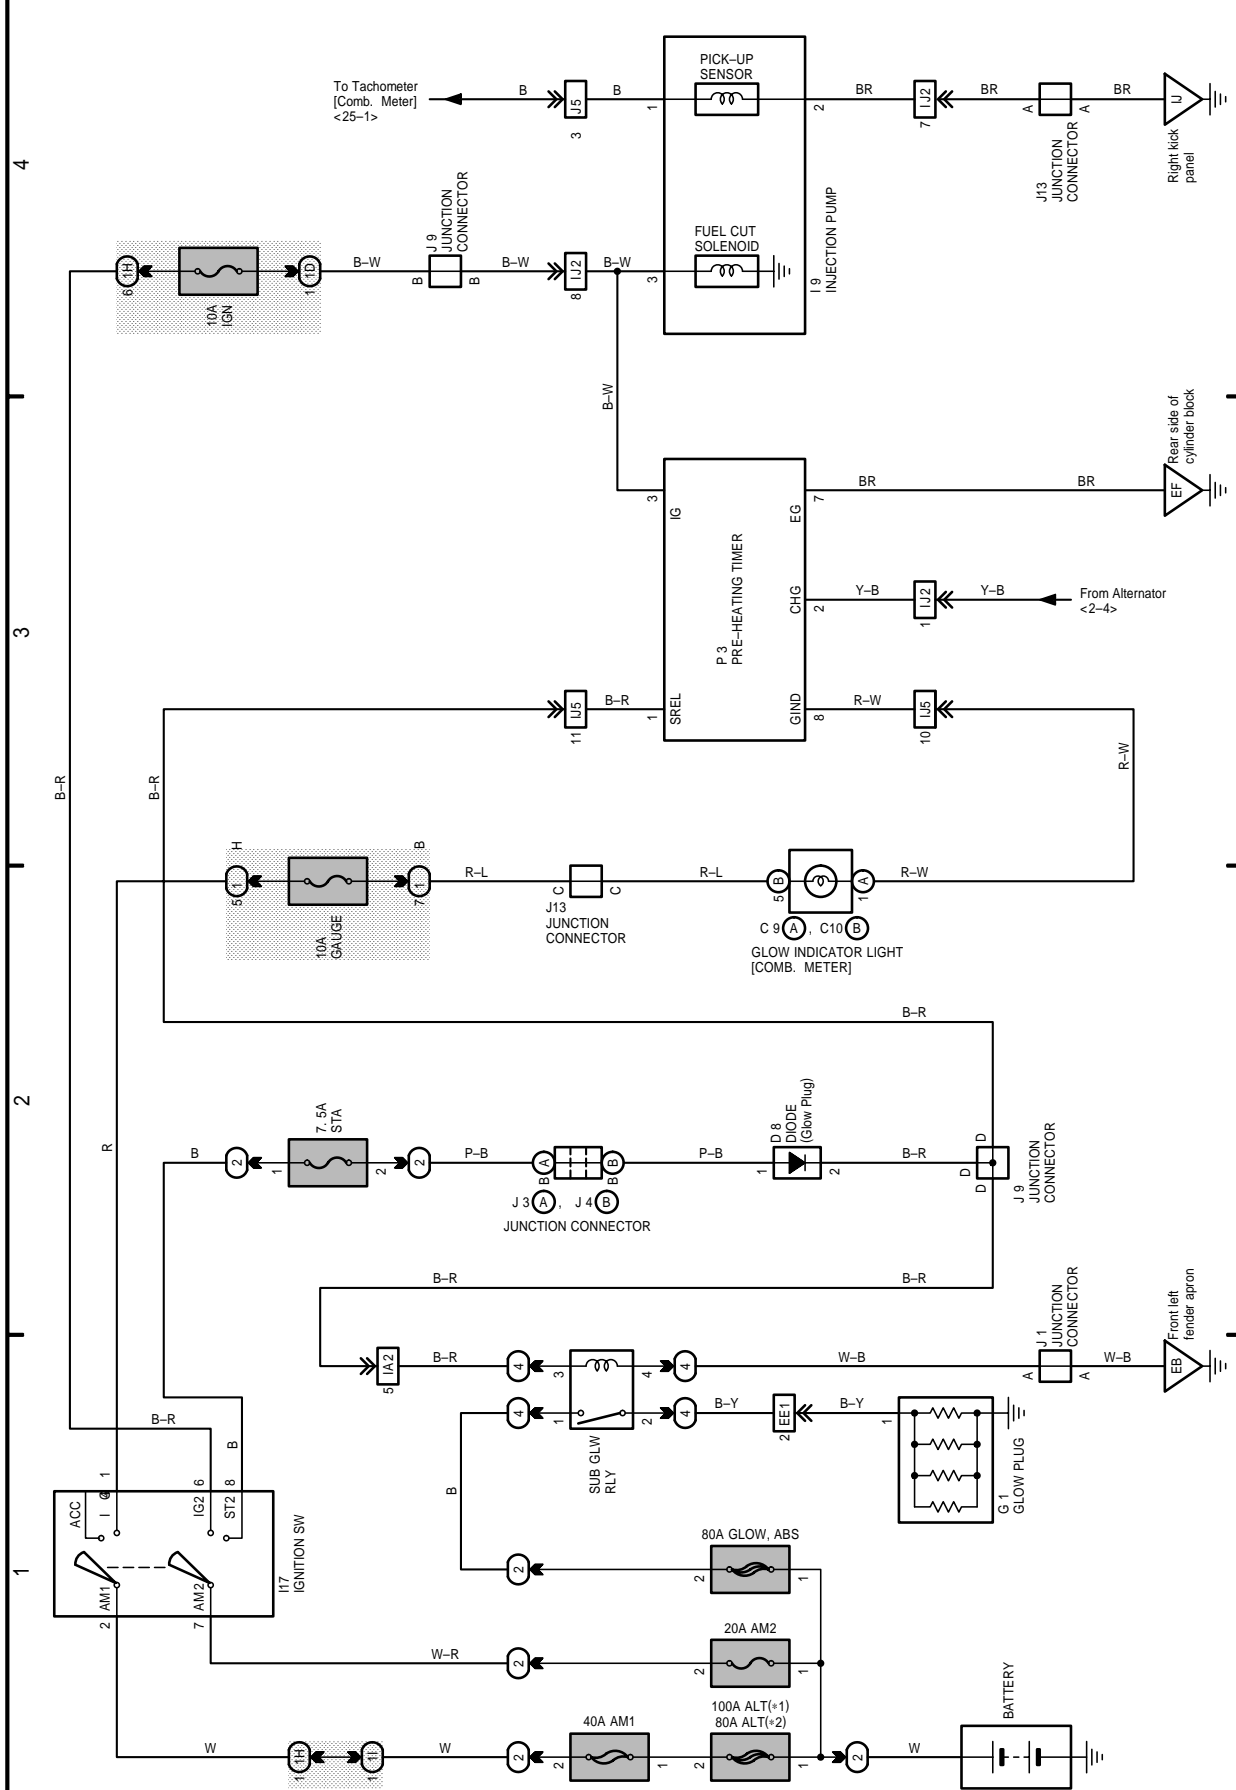 4
3
2
1
To Tachometer
[Comb. Meter]
<25–1>
B
J5
3
B
1
PICK–UP
SENSOR
2
BR
IJ2
7
BR
A
A
J13
JUNCTION
CONNECTOR
BR
IJ
Right kick
panel
6
1H
10A
IGN
1
1D
B–W
B
B
J 9
JUNCTION
CONNECTOR
B–W
IJ2
8
B–W
3
FUEL CUT
SOLENOID
I 9
INJECTION PUMP
B–W
3
IG
P 3
PRE–HEATING TIMER
EG
7
BR
BR
EF
Rear side of
cylinder block
CHG
2
Y–B
IJ2
1
Y–B
From Alternator
<2–4>
B–R
B–R
IJ5
11
B–R
1
SREL
GIND
8
R–W
IJ5
10
R–W
H
5
1
10A
GAUGE
B
7
1
R–L
C
C
J13
JUNCTION
CONNECTOR
R–L
5
B
A
1
R–W
C 9 A , C10 B
GLOW INDICATOR LIGHT
[COMB. METER]
B–R
R
B
2
1
7. 5A
STA
2
2
P–B
A
B
B
B
J 3 A , J 4 B
JUNCTION CONNECTOR
P–B
1
D 8
DIODE
(Glow Plug)
2
B–R
D
D
D
J 9
JUNCTION
CONNECTOR
B–R
B–R
IA2
5
B–R
4
3
4
4
W–B
A
A
J 1
JUNCTION
CONNECTOR
W–B
EB
Front left
fender apron
B–R
B
B
4
1
2
4
SUB GLW
RLY
B–Y
EE1
2
B–Y
1
G 1
GLOW PLUG
ACC
1
IG2
6
ST2
8
AM1
2
AM2
7
I17
IGNITION SW
2
80A GLOW, ABS
2
1
W–R
2
20A AM2
2
1
W
1
1H
1
1I
W
2
40A AM1
2
1
100A ALT(∗1)
80A ALT(∗2)
2
1
2
W
BATTERY